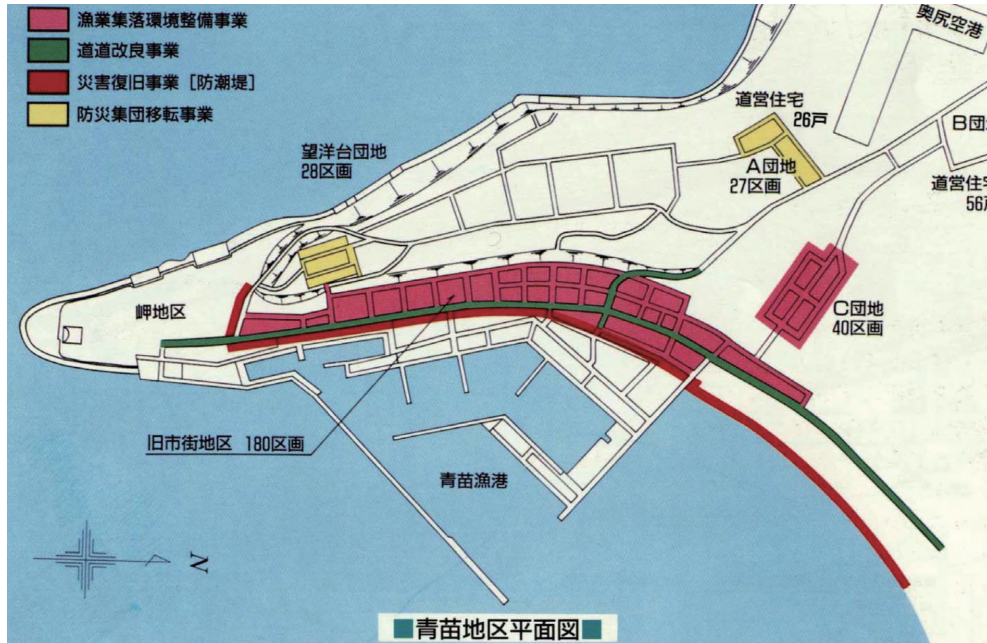 漁業集落環境整備事業
道道改良事業
災害復旧事業［防潮堤］
防災集団移転事業
奥尻空港
道営住宅
26戸
B団
A団地
27区画
道営住宅
56戸
望洋台団地
28区画
岬地区
C団地
40区画
旧市街地区 180区画
青苗漁港
N
■青苗地区平面図■